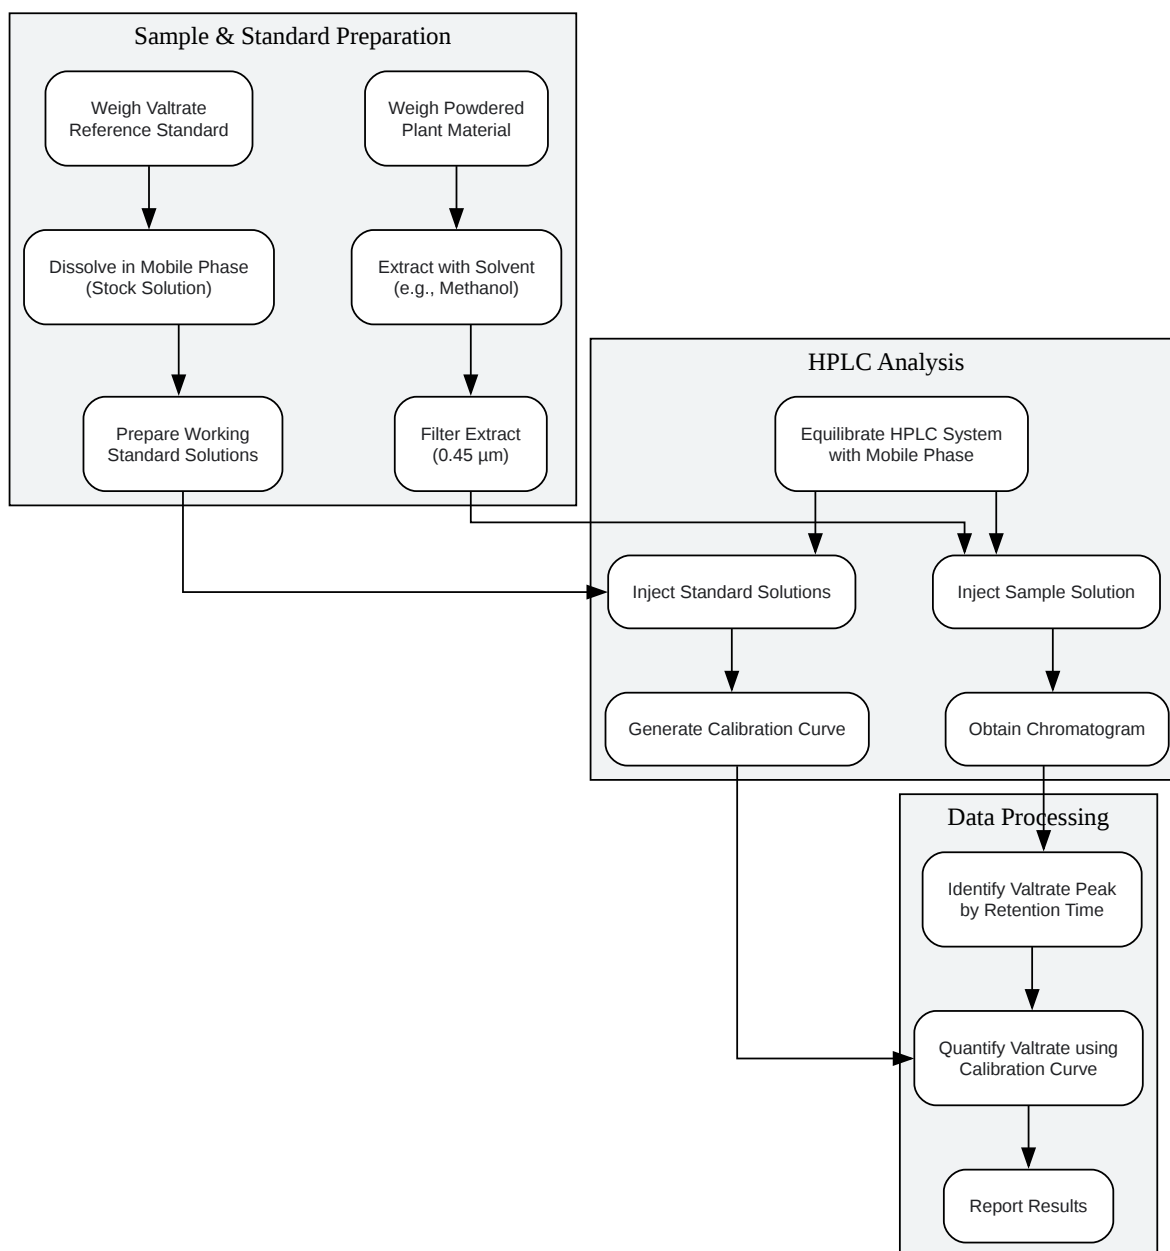 Sample & Standard Preparation
Weigh Valtrate
Reference Standard
Weigh Powdered
Plant Material
Dissolve in Mobile Phase
(Stock Solution)
Extract with Solvent
(e.g., Methanol)
Prepare Working
Standard Solutions
Filter Extract
(0.45 µm)
HPLC Analysis
Equilibrate HPLC System
with Mobile Phase
Inject Standard Solutions
Inject Sample Solution
Generate Calibration Curve
Obtain Chromatogram
Data Processing
Identify Valtrate Peak
by Retention Time
Quantify Valtrate using
Calibration Curve
Report Results